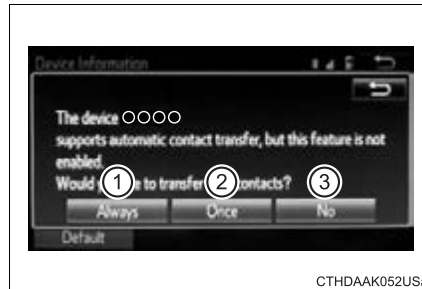 Device Information
The device ○○○○
supports automatic contact transfer, but this feature is not
enabled.
Would to transfer contacts?
1 2 3
Always Once No
Default
CTHDAAK052USa